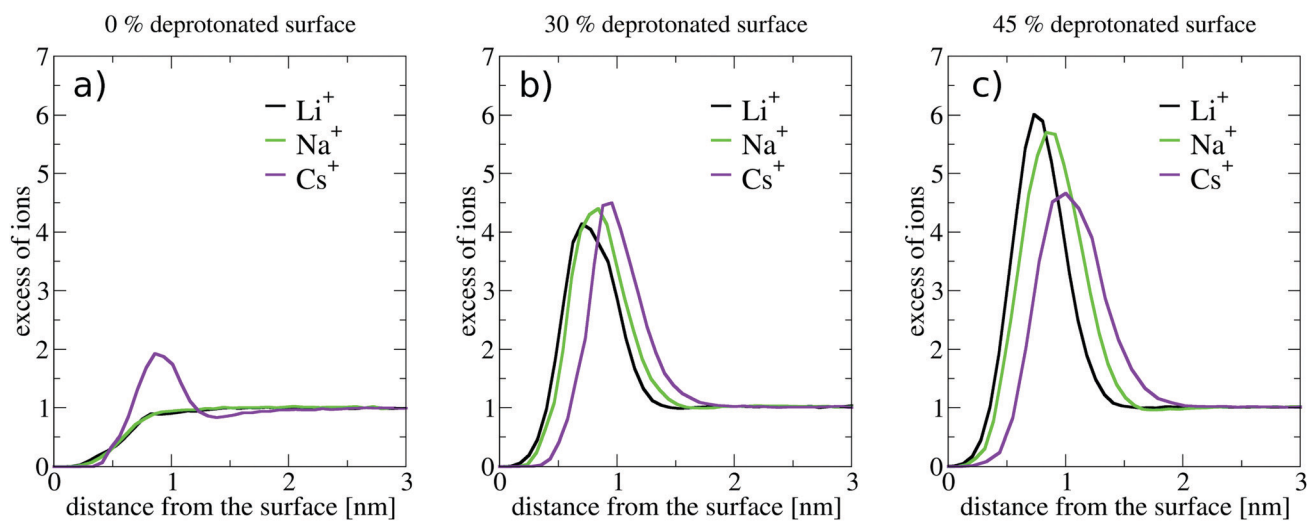 0 % deprotonated surface
30 % deprotonated surface
45 % deprotonated surface
a)
Li+
Na+
Cs+
excess of ions
7
6
5
4
3
2
1
0
0
1
2
3
distance from the surface [nm]
b)
Li+
Na+
Cs+
excess of ions
7
6
5
4
3
2
1
0
0
1
2
3
distance from the surface [nm]
c)
Li+
Na+
Cs+
excess of ions
7
6
5
4
3
2
1
0
0
1
2
3
distance from the surface [nm]